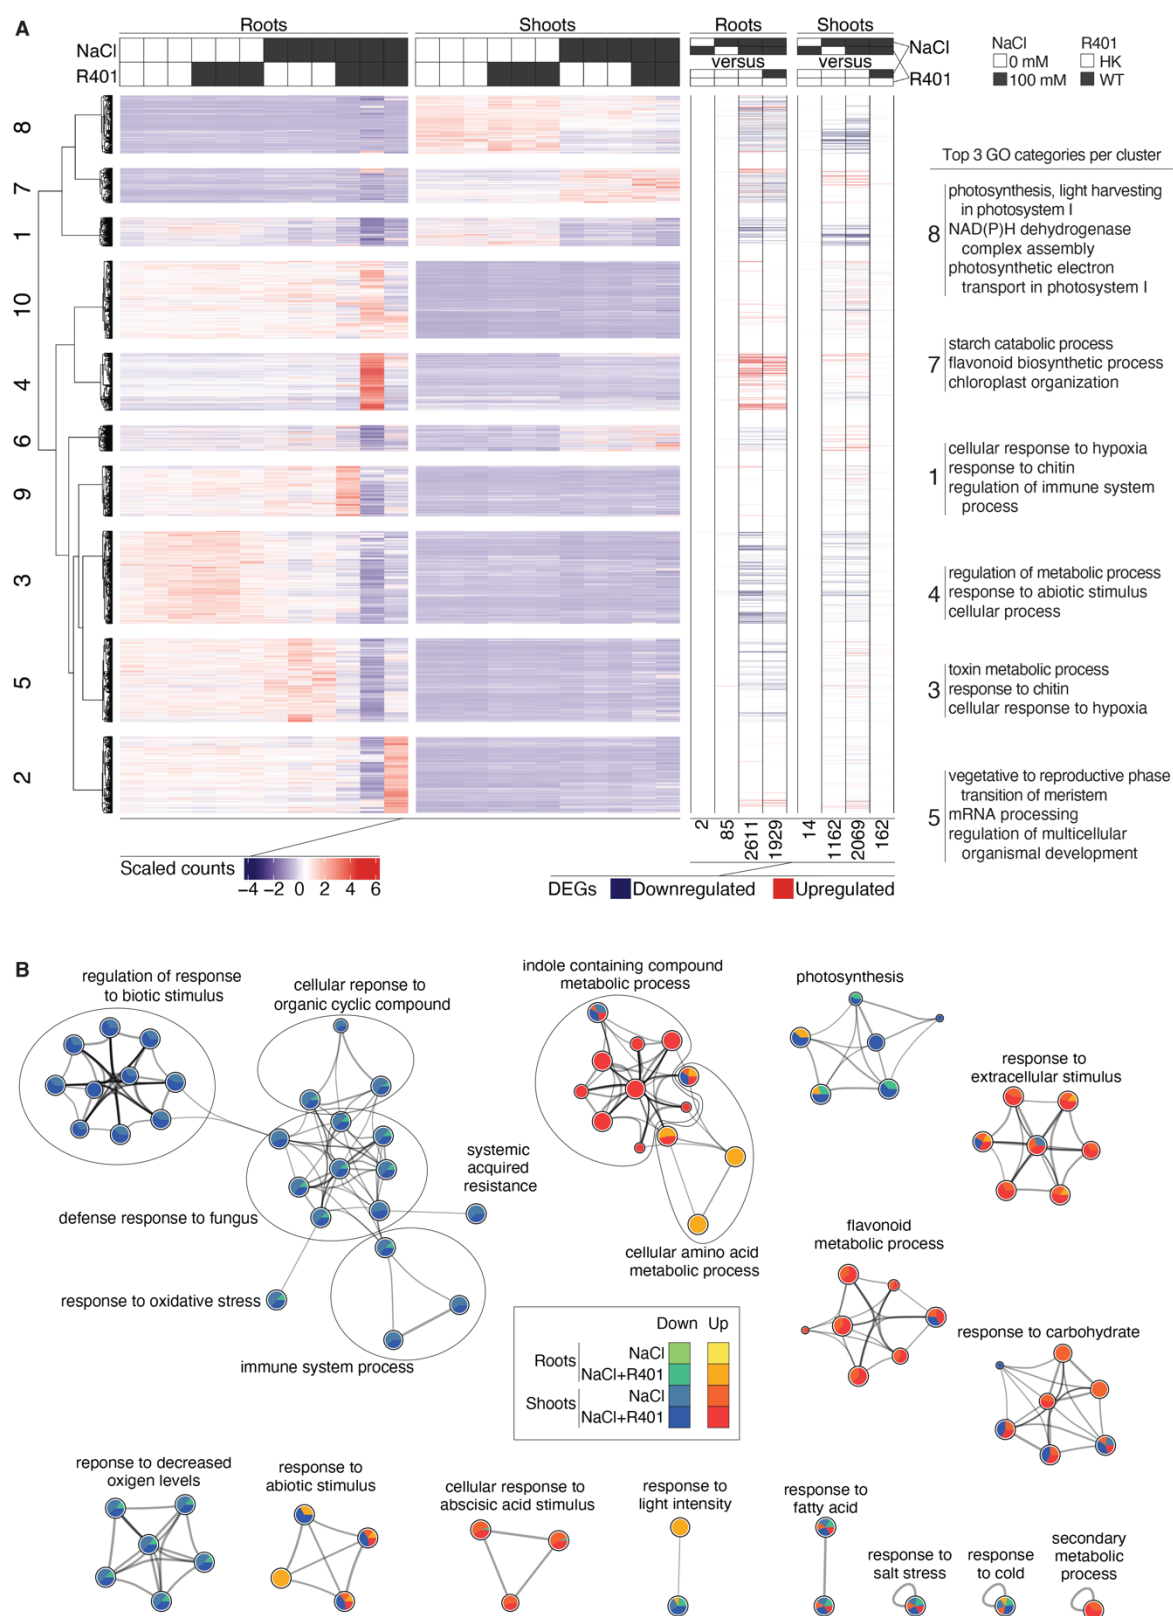 A
Roots
Shoots
Roots
Shoots
NaCl
R401
versus
versus
NaCl
R401
NaCl
R401
0 mM
HK
100 mM
WT
8
7
1
10
4
6
9
3
5
2
Top 3 GO categories per cluster
8
photosynthesis, light harvesting
in photosystem I
NAD(P)H dehydrogenase
complex assembly
photosynthetic electron
transport in photosystem I
7
starch catabolic process
flavonoid biosynthetic process
chloroplast organization
1
cellular response to hypoxia
response to chitin
regulation of immune system
process
4
regulation of metabolic process
response to abiotic stimulus
cellular process
3
toxin metabolic process
response to chitin
cellular response to hypoxia
5
vegetative to reproductive phase
transition of meristem
mRNA processing
regulation of multicellular
organismal development
2
85
2611
1929
14
1162
2069
162
Scaled counts
−4 −2 0 2 4 6
DEGs Downregulated Upregulated
B
regulation of response
to biotic stimulus
cellular reponse to
organic cyclic compound
indole containing compound
metabolic process
photosynthesis
response to
extracellular stimulus
systemic
acquired
resistance
defense response to fungus
cellular amino acid
metabolic process
flavonoid
metabolic process
response to oxidative stress
immune system process
response to carbohydrate
Down Up
Roots
NaCl
NaCl+R401
Shoots
NaCl
NaCl+R401
reponse to decreased
oxigen levels
response to
abiotic stimulus
cellular response to
abscisic acid stimulus
response to
light intensity
response to
fatty acid
response to
salt stress
response
to cold
secondary
metabolic
process